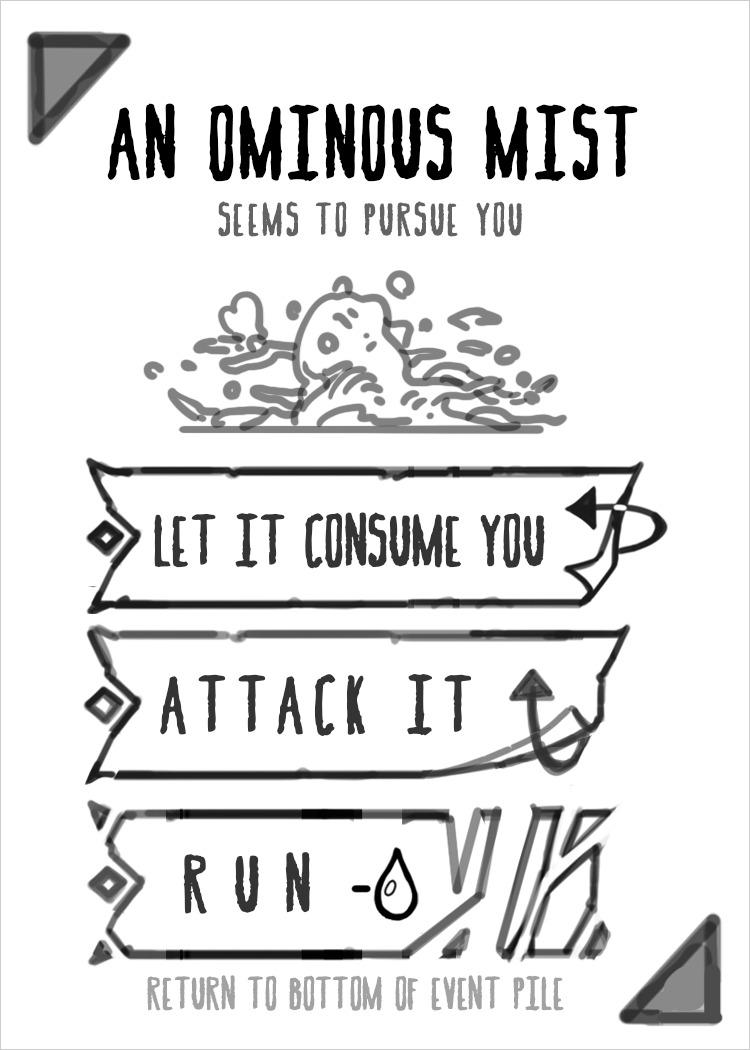 AN OMINOUS MIST
SEEMS TO PURSUE YOU
LET IT CONSUME YOU
ATTACK IT
RUN -
RETURN TO BOTTOM OF EVENT PILE